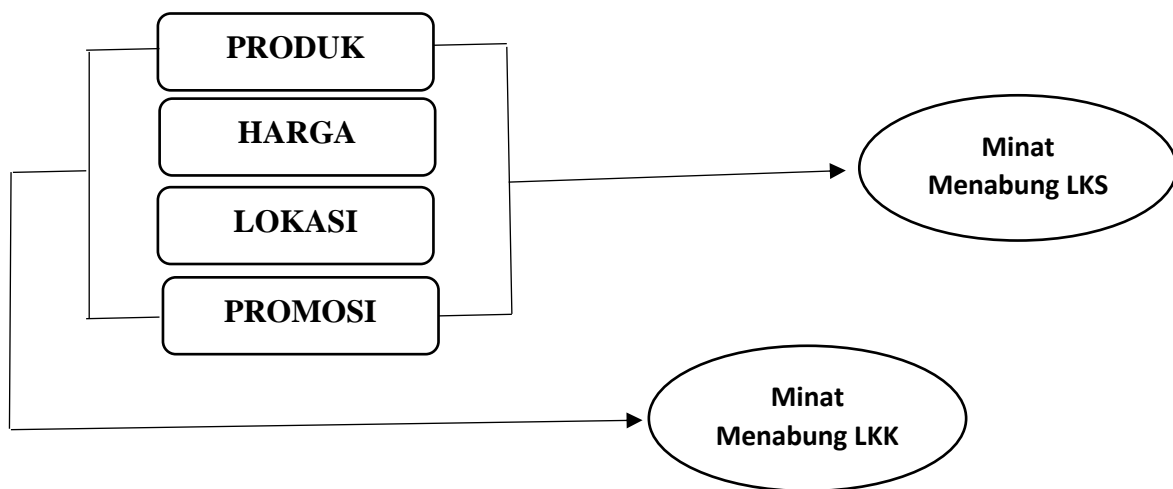 PRODUK
HARGA
LOKASI
PROMOSI
Minat
Menabung LKS
Minat
Menabung LKK